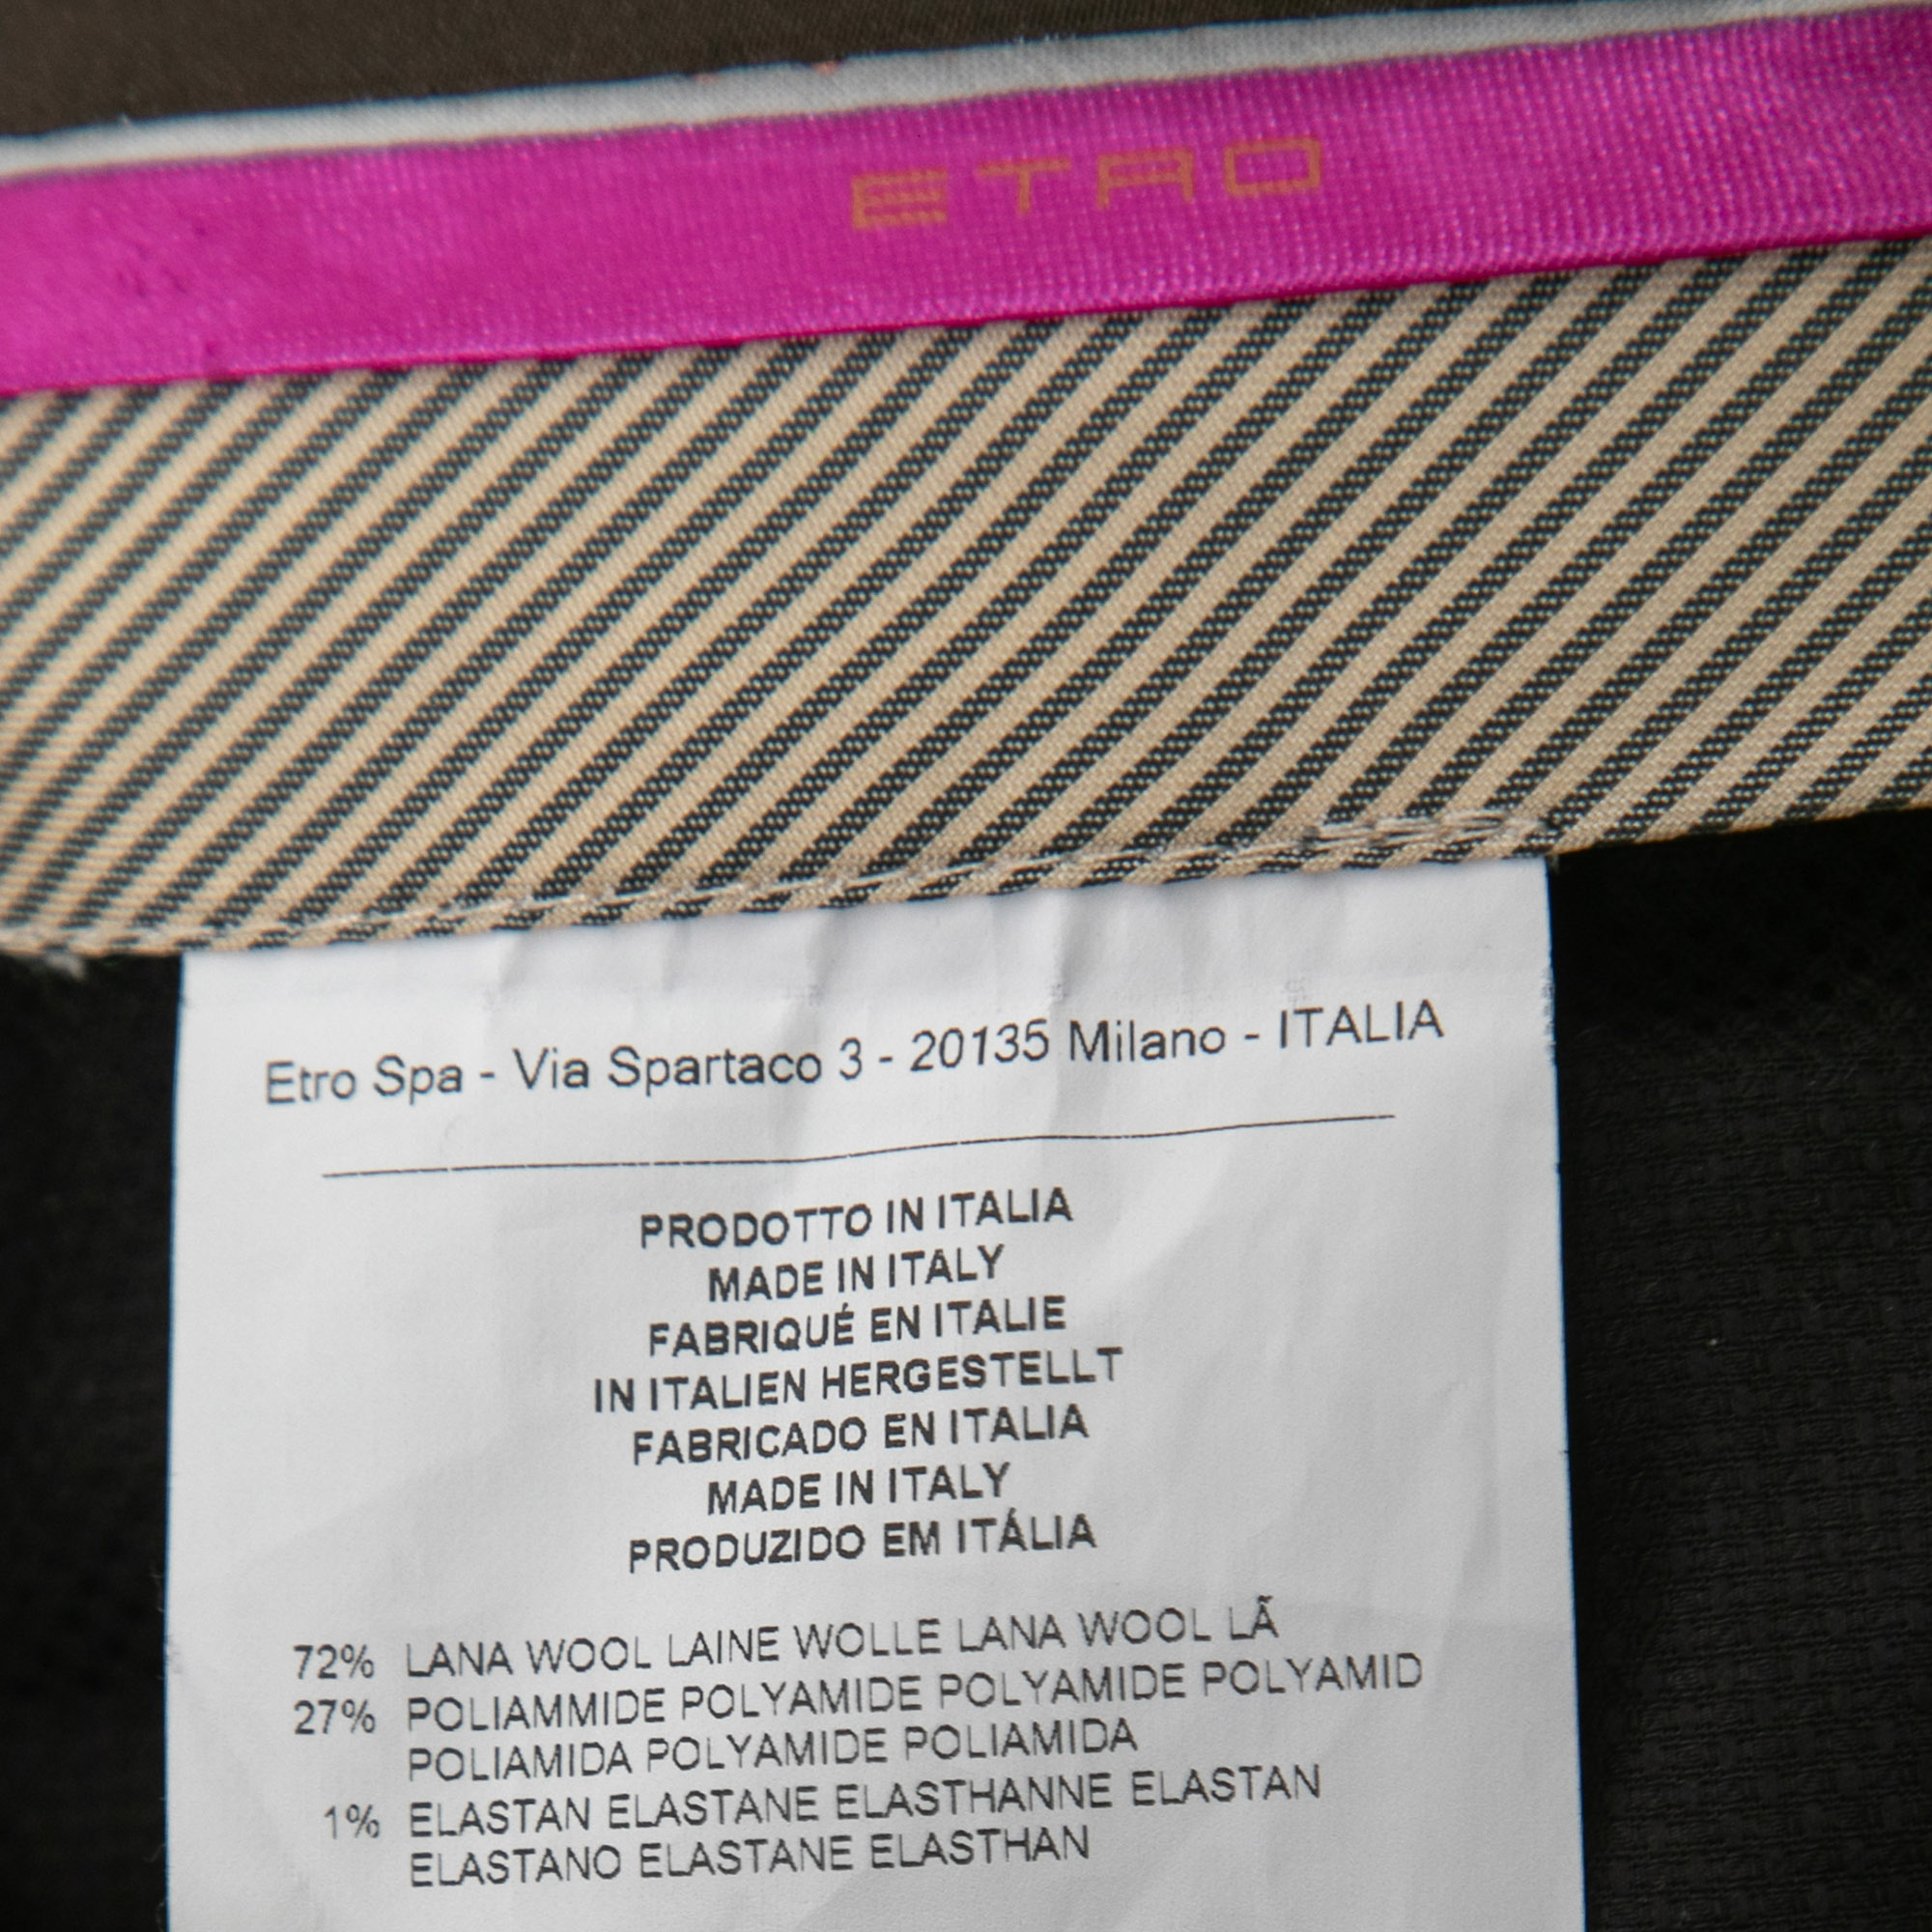 ETRO
Etro Spa - Via Spartaco 3 - 20135 Milano - ITALIA
PRODOTTO IN ITALIA
MADE IN ITALY
FABRIQUÉ EN ITALIE
IN ITALIEN HERGESTELLT
FABRICADO EN ITALIA
MADE IN ITALY
PRODUZIDO EM ITÁLIA
72% LANA WOOL LAINE WOLLE LANA WOOL LÃ
27% POLIAMMIDE POLYAMIDE POLYAMIDE POLYAMID
POLIAMIDA POLYAMIDE POLIAMIDA
1% ELASTAN ELASTANE ELASTHANNE ELASTAN
ELASTANO ELASTANE ELASTHAN